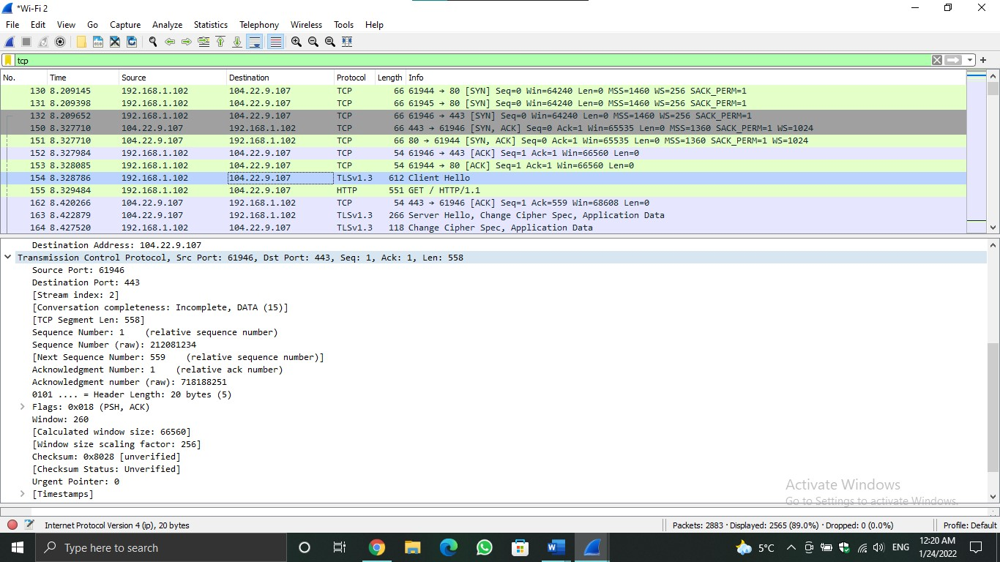 *Wi-Fi 2
File Edit View Go Capture Analyze Statistics Telephony Wireless Tools Help
tcp
No. Time Source Destination Protocol Length Info
130 8.209145 192.168.1.102 104.22.9.107 TCP 66 61944 → 80 [SYN] Seq=0 Win=64240 Len=0 MSS=1460 WS=256 SACK_PERM=1
131 8.209398 192.168.1.102 104.22.9.107 TCP 66 61945 → 80 [SYN] Seq=0 Win=64240 Len=0 MSS=1460 WS=256 SACK_PERM=1
132 8.209652 192.168.1.102 104.22.9.107 TCP 66 61946 → 443 [SYN] Seq=0 Win=64240 Len=0 MSS=1460 WS=256 SACK_PERM=1
150 8.327710 104.22.9.107 192.168.1.102 TCP 66 443 → 61946 [SYN, ACK] Seq=0 Ack=1 Win=65535 Len=0 MSS=1360 SACK_PERM=1 WS=1024
151 8.327710 104.22.9.107 192.168.1.102 TCP 66 80 → 61944 [SYN, ACK] Seq=0 Ack=1 Win=65535 Len=0 MSS=1360 SACK_PERM=1 WS=1024
152 8.327984 192.168.1.102 104.22.9.107 TCP 54 61946 → 443 [ACK] Seq=1 Ack=1 Win=66560 Len=0
153 8.328085 192.168.1.102 104.22.9.107 TCP 54 61944 → 80 [ACK] Seq=1 Ack=1 Win=66560 Len=0
154 8.328786 192.168.1.102 104.22.9.107 TLSv1.3 612 Client Hello
155 8.329484 192.168.1.102 104.22.9.107 HTTP 551 GET / HTTP/1.1
162 8.420266 104.22.9.107 192.168.1.102 TCP 54 443 → 61946 [ACK] Seq=1 Ack=559 Win=68608 Len=0
163 8.422879 104.22.9.107 192.168.1.102 TLSv1.3 266 Server Hello, Change Cipher Spec, Application Data
164 8.427520 192.168.1.102 104.22.9.107 TLSv1.3 118 Change Cipher Spec, Application Data
Destination Address: 104.22.9.107
Transmission Control Protocol, Src Port: 61946, Dst Port: 443, Seq: 1, Ack: 1, Len: 558
Source Port: 61946
Destination Port: 443
[Stream index: 2]
[Conversation completeness: Incomplete, DATA (15)]
[TCP Segment Len: 558]
Sequence Number: 1 (relative sequence number)
Sequence Number (raw): 212081234
[Next Sequence Number: 559 (relative sequence number)]
Acknowledgment Number: 1 (relative ack number)
Acknowledgment number (raw): 718188251
0101 .... = Header Length: 20 bytes (5)
Flags: 0x018 (PSH, ACK)
Window: 260
[Calculated window size: 66560]
[Window size scaling factor: 256]
Checksum: 0x8028 [unverified]
[Checksum Status: Unverified]
Urgent Pointer: 0
[Timestamps]
Activate Windows
Go to Settings to activate Windows.
Internet Protocol Version 4 (ip), 20 bytes
Packets: 2883 · Displayed: 2565 (89.0%) · Dropped: 0 (0.0%)
Profile: Default
Type here to search
5°C
ENG
12:20 AM
1/24/2022